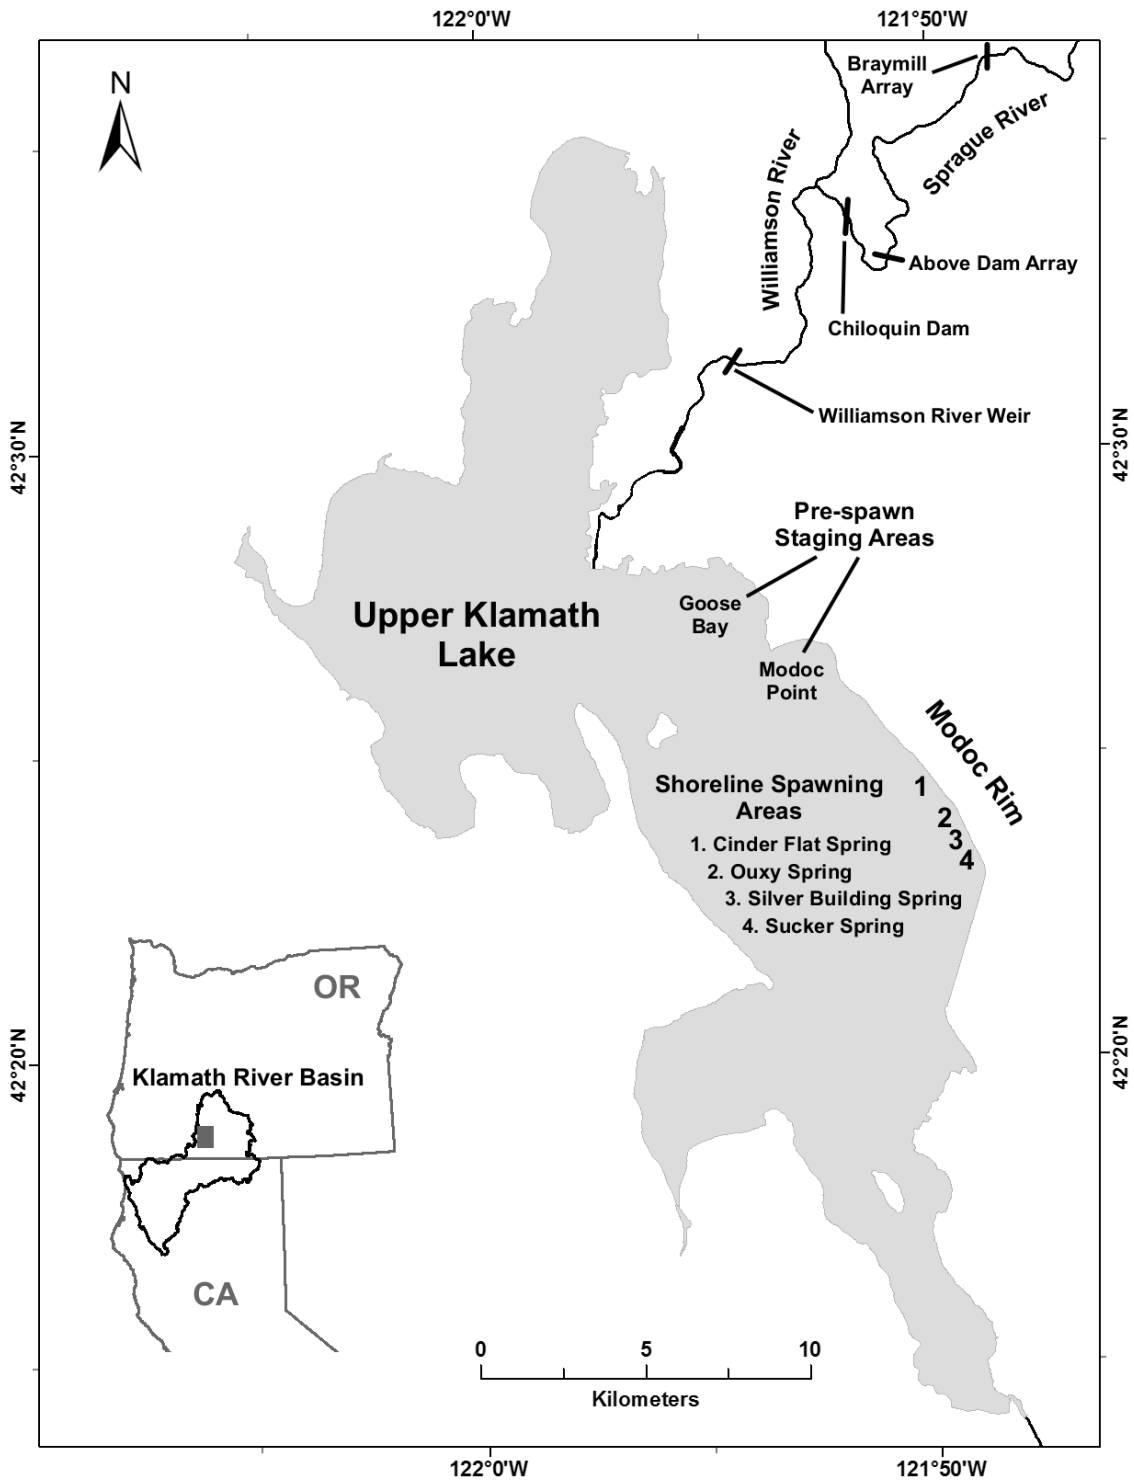 122°0'W
121°50'W
N
Braymill
Array
Sprague River
Williamson River
Above Dam Array
Chiloquin Dam
Williamson River Weir
42°30'N
42°30'N
Pre-spawn
Staging Areas
Goose
Bay
Upper Klamath
Lake
Modoc
Point
Modoc Rim
Shoreline Spawning
Areas
1
2
3
4
1. Cinder Flat Spring
2. Ouxy Spring
3. Silver Building Spring
4. Sucker Spring
OR
Klamath River Basin
CA
42°20'N
42°20'N
0
5
10
Kilometers
122°0'W
121°50'W